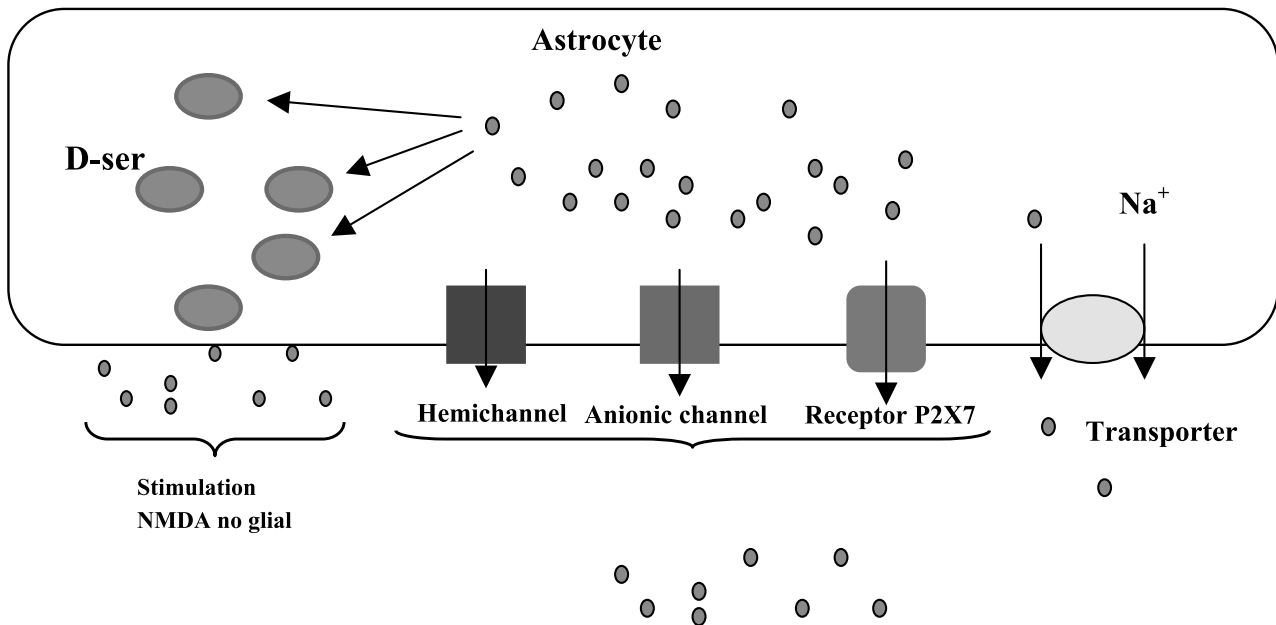 Astrocyte
D-ser
Na+
Hemichannel
Anionic channel
Receptor P2X7
Transporter
Stimulation
NMDA no glial